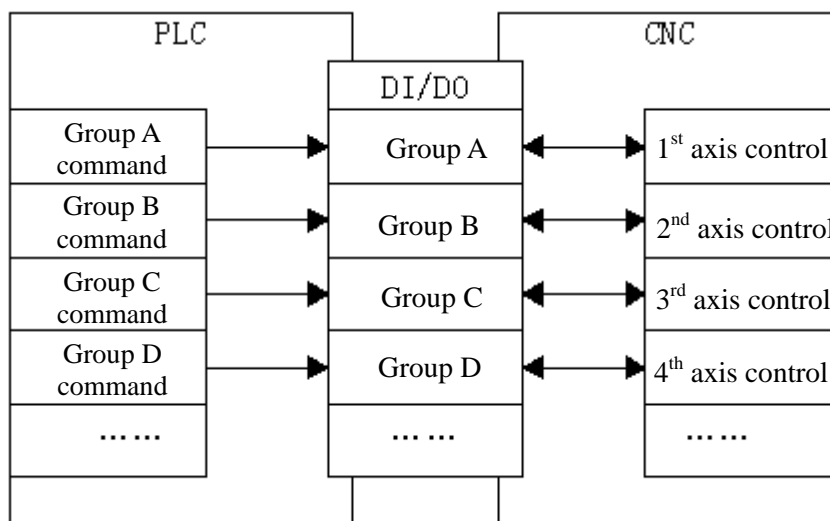 PLC
CNC
DI/DO
Group A
command
Group A
1st axis control
Group B
command
Group B
2nd axis control
Group C
command
Group C
3rd axis control
Group D
command
Group D
4th axis control
……
……
……